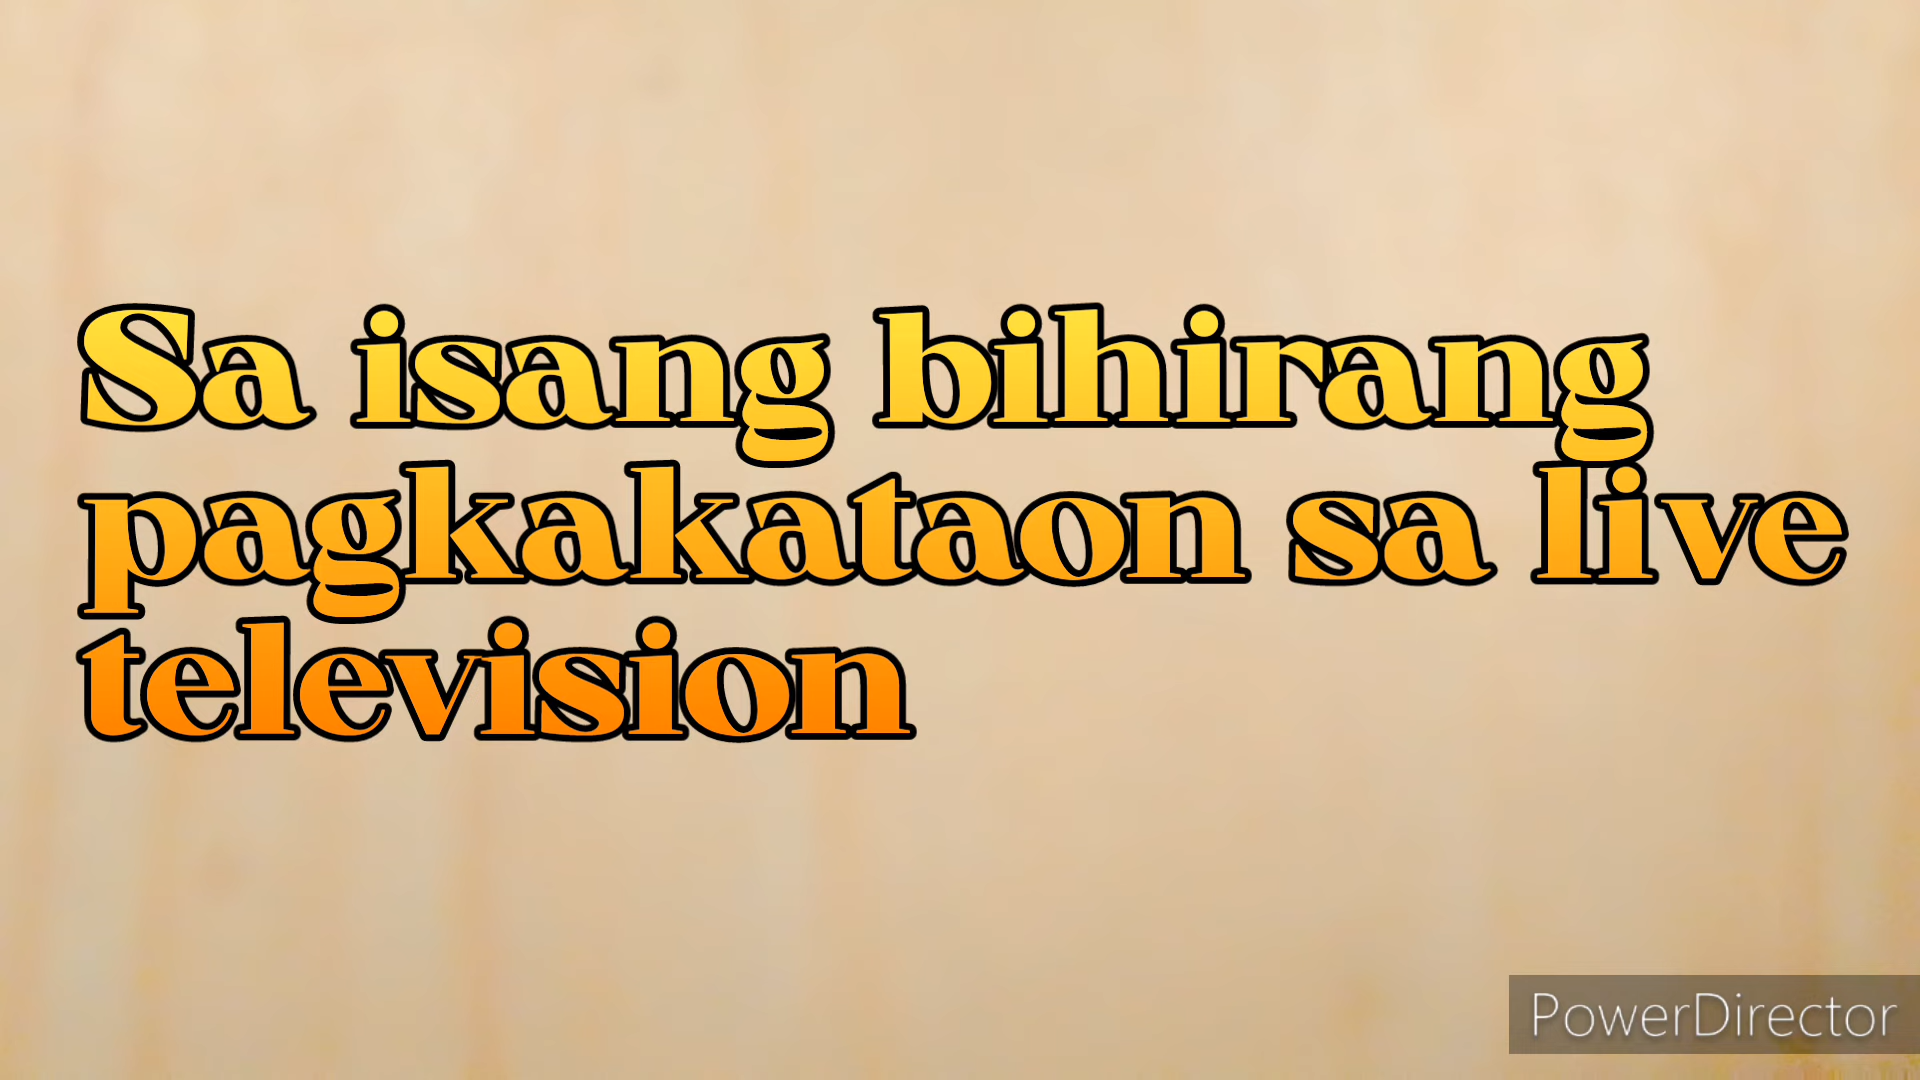 Sa isang bihirang
pagkakataon sa live
television
PowerDirector